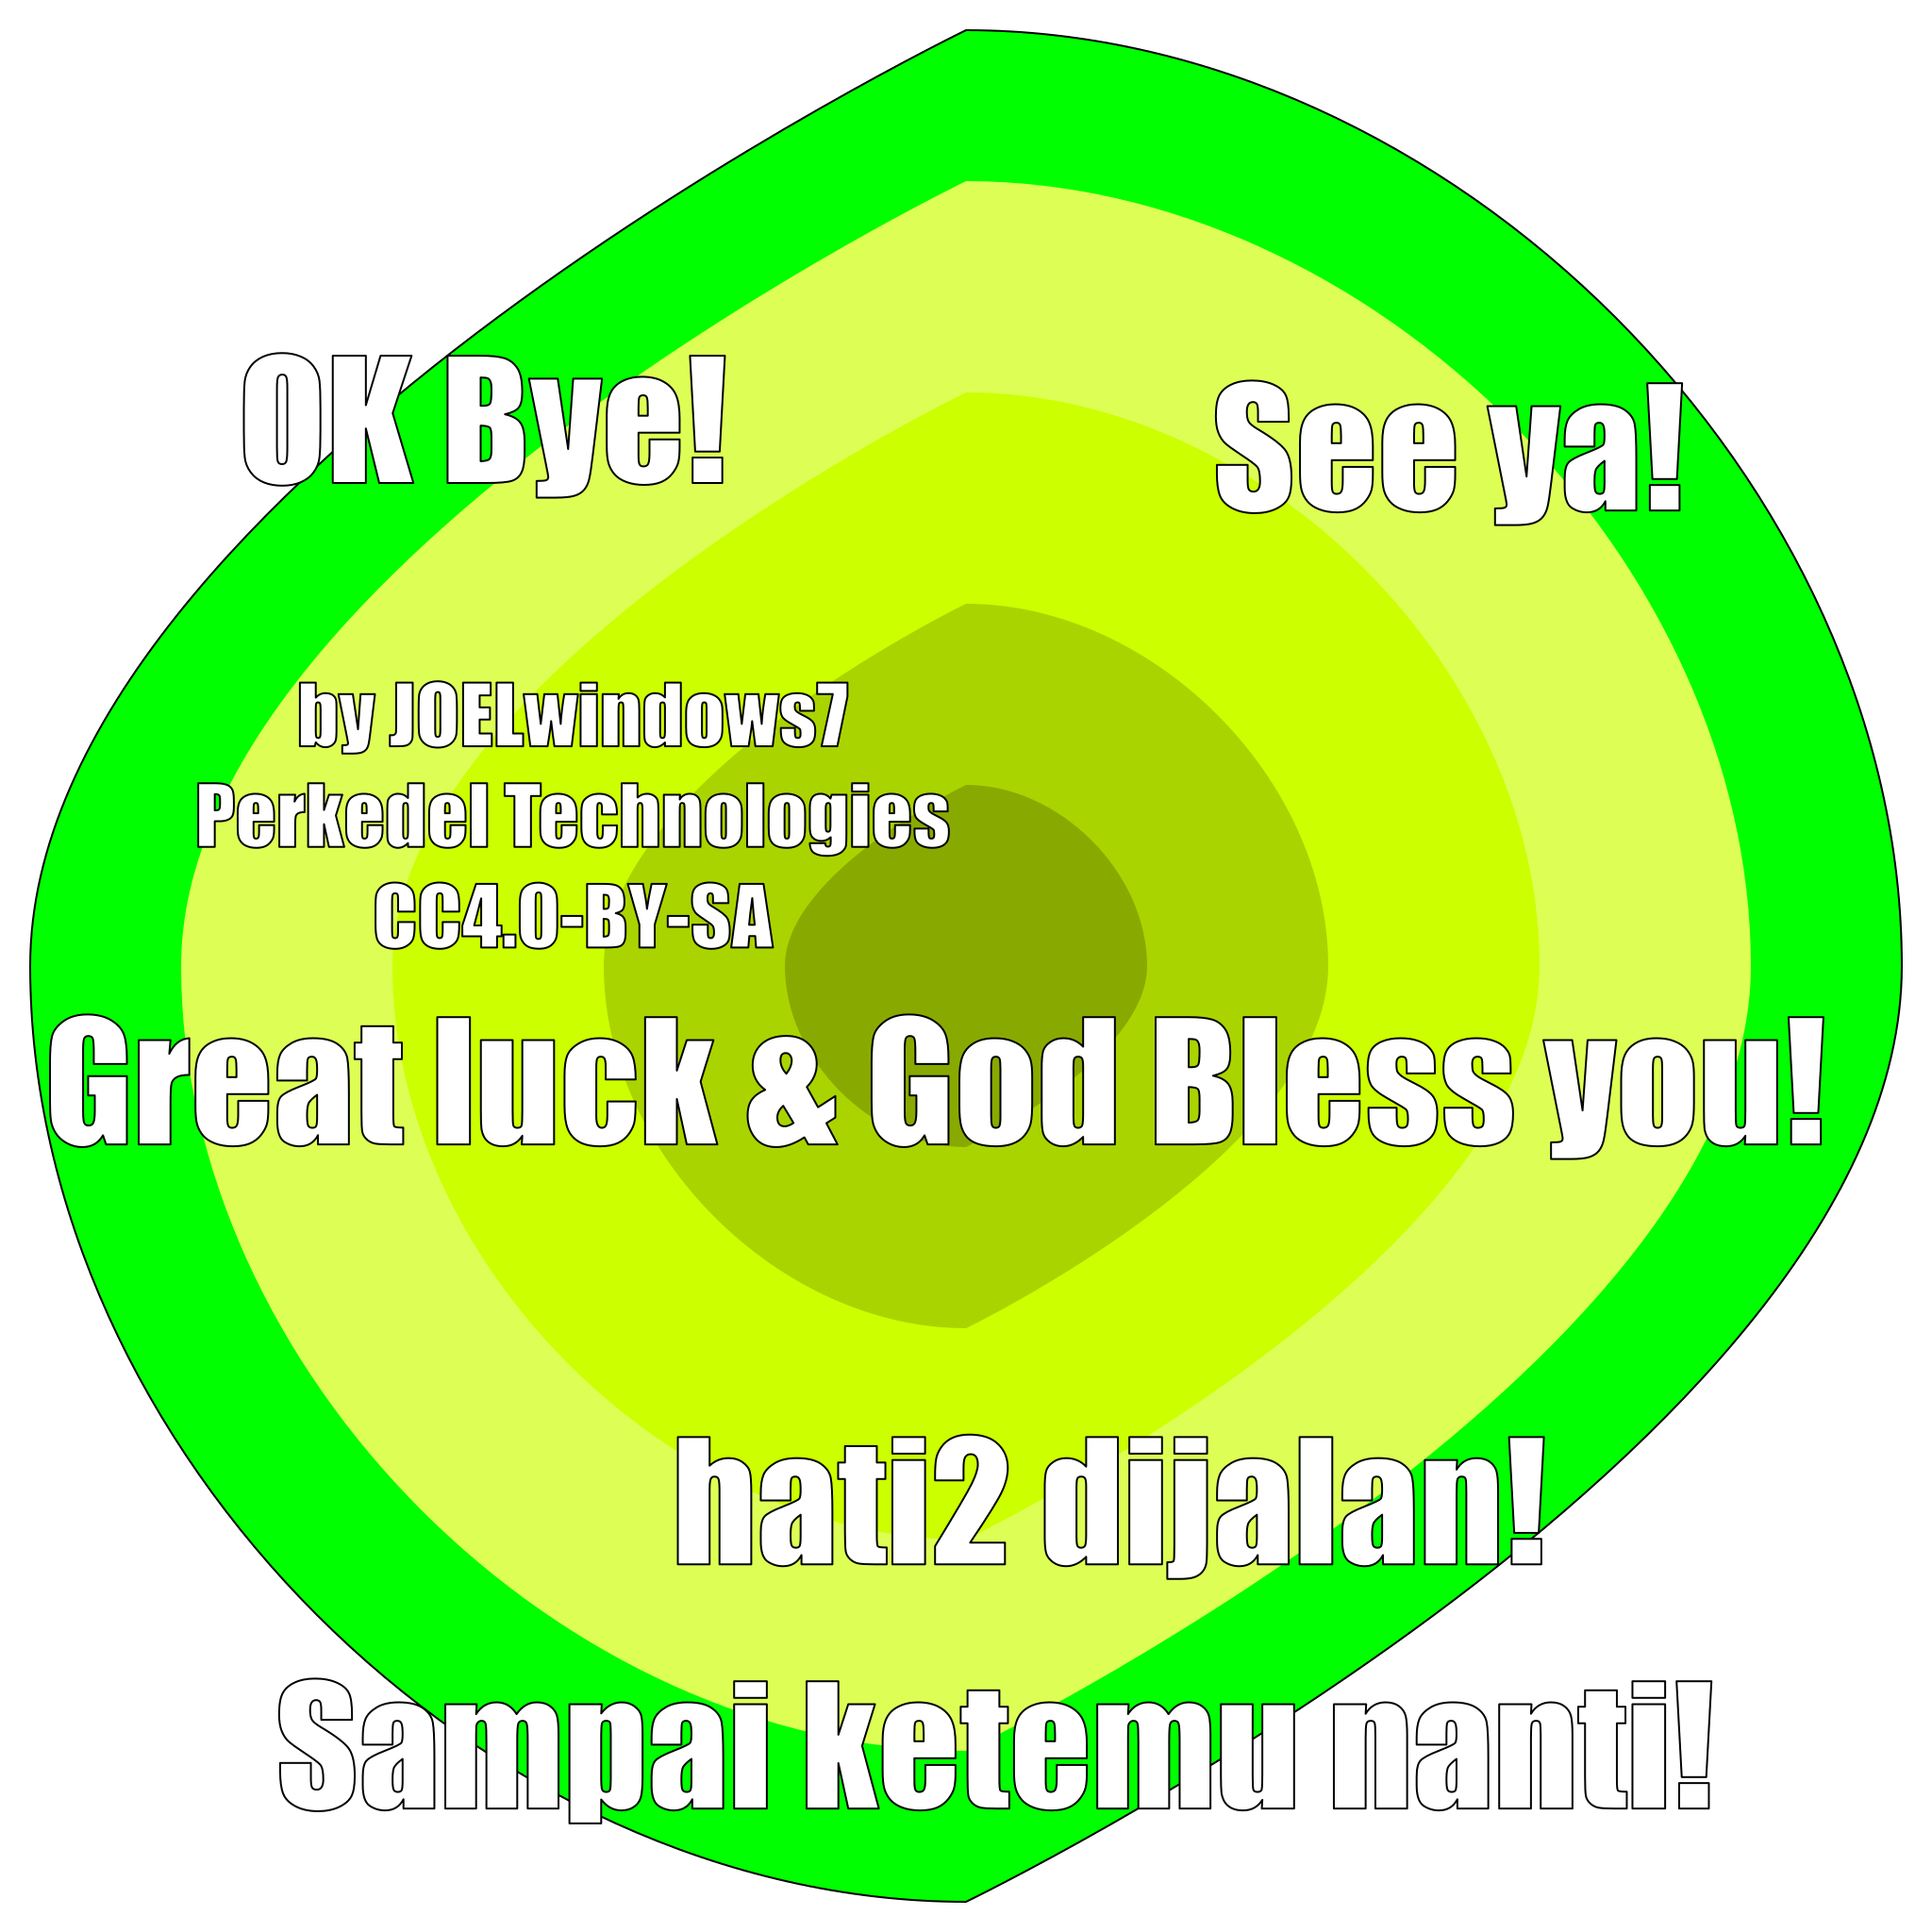 OK Bye!
See ya!
by JOELwindows7
Perkedel Technologies
CC4.0-BY-SA
Great luck & God Bless you!
hati2 dijalan!
Sampai ketemu nanti!